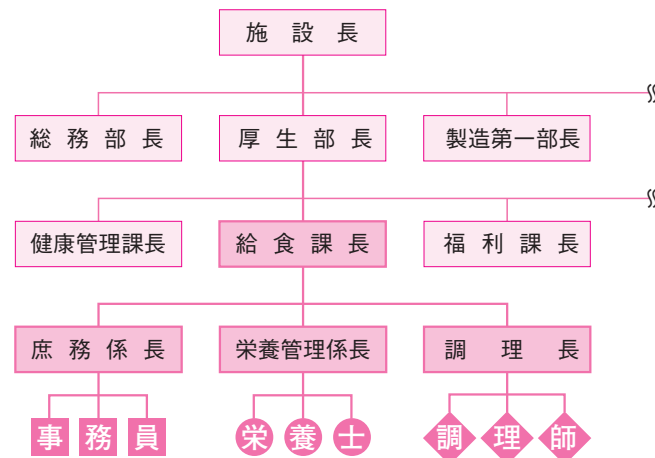 施設長
総務部長
厚生部長
製造第一部長
健康管理課長
給食課長
福利課長
庶務係長
栄養管理係長
調理長
事務員
栄養士
調理師